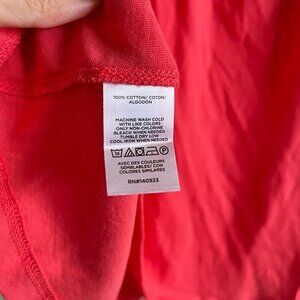 100% COTTON/ COTON/
ALGODON
MACHINE WASH COLD
WITH LIKE COLORS
ONLY NON-CHLORINE
BLEACH WHEN NEEDED
TUMBLE DRY LOW
COOL IRON WHEN NEEDED
AVEC DES COULEURS
SEMBLABLES/ CON
COLORES SIMILARES
RN#140923